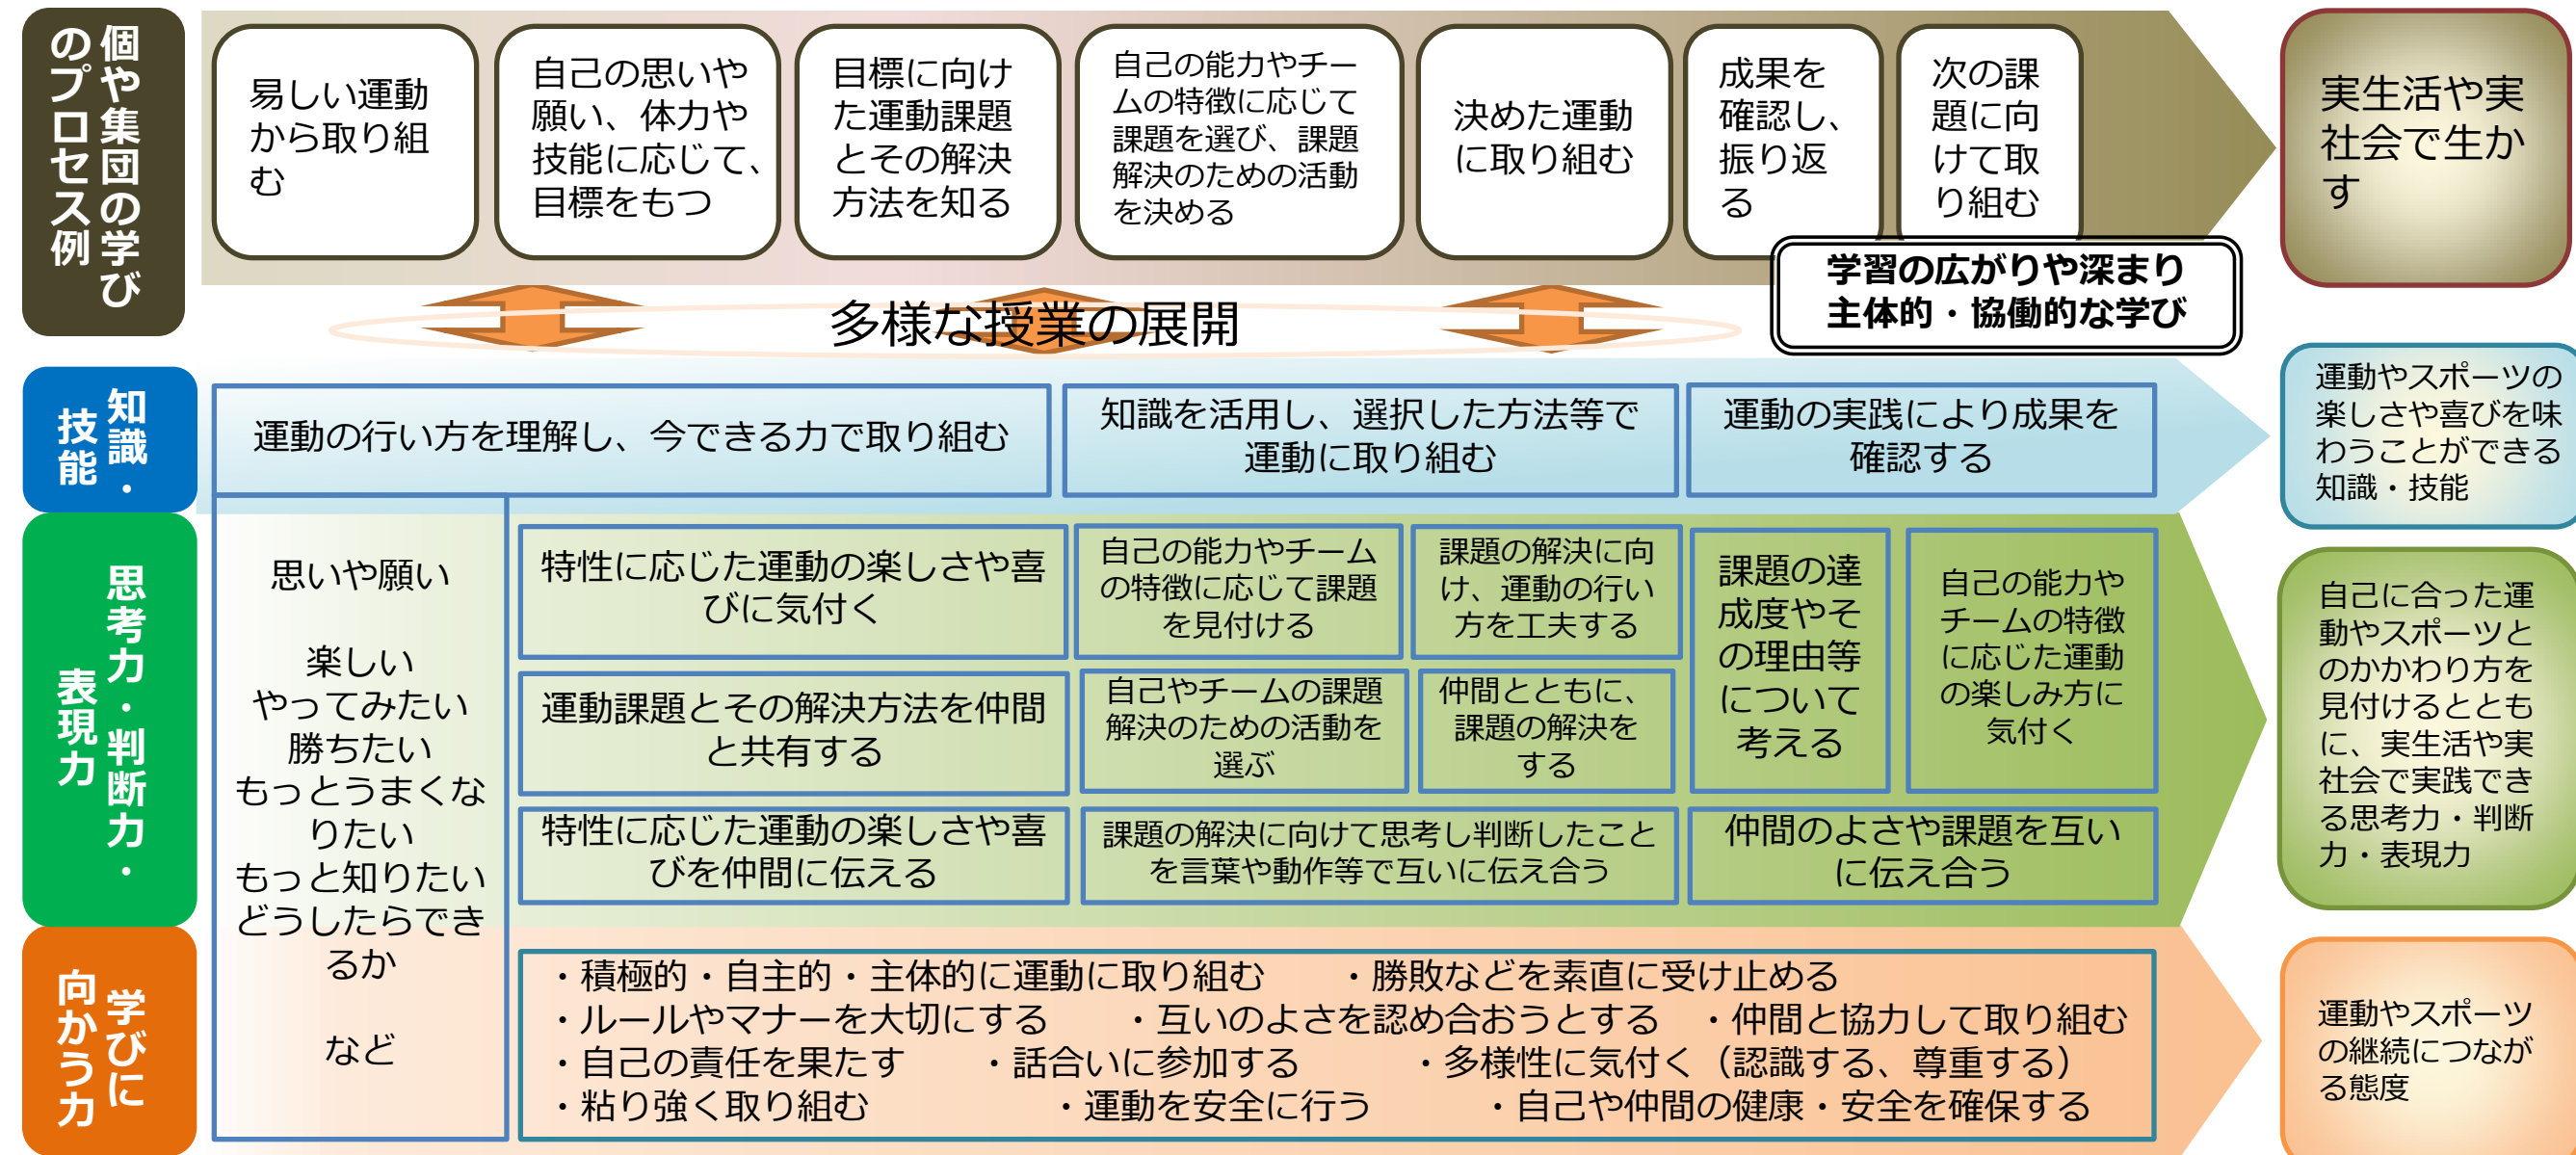 個や集団の学び
のプロセス例
易しい運動
から取り組
む
自己の思いや
願い、体力や
技能に応じて、
目標をもつ
目標に向け
た運動課題
とその解決
方法を知る
自己の能力やチー
ムの特徴に応じて
課題を選び、課題
解決のための活動
を決める
決めた運動
に取り組む
成果を
確認し、
振り返
る
次の課
題に向
けて取
り組む
実生活や実
社会で生か
す
学習の広がりや深まり
主体的・協働的な学び
多様な授業の展開
知識・
技能
運動の行い方を理解し、今できる力で取り組む
知識を活用し、選択した方法等で
運動に取り組む
運動の実践により成果を
確認する
運動やスポーツの
楽しさや喜びを味
わうことができる
知識・技能
思考力・判断力・
表現力
思いや願い
楽しい
やってみたい
勝ちたい
もっとうまくな
りたい
もっと知りたい
どうしたらでき
るか
など
特性に応じた運動の楽しさや喜
びに気付く
自己の能力やチーム
の特徴に応じて課題
を見付ける
課題の解決に向
け、運動の行い
方を工夫する
課題の達
成度やそ
の理由等
について
考える
自己の能力や
チームの特徴
に応じた運動
の楽しみ方に
気付く
運動課題とその解決方法を仲間
と共有する
自己やチームの課題
解決のための活動を
選ぶ
仲間とともに、
課題の解決を
する
特性に応じた運動の楽しさや喜
びを仲間に伝える
課題の解決に向けて思考し判断したこと
を言葉や動作等で互いに伝え合う
仲間のよさや課題を互い
に伝え合う
自己に合った運
動やスポーツと
のかかわり方を
見付けるととも
に、実生活や実
社会で実践でき
る思考力・判断
力・表現力
学びに
向かう力
・積極的・自主的・主体的に運動に取り組む　　・勝敗などを素直に受け止める
・ルールやマナーを大切にする　　・互いのよさを認め合おうとする　・仲間と協力して取り組む
・自己の責任を果たす　　・話合いに参加する　　　・多様性に気付く（認識する、尊重する）
・粘り強く取り組む　　　　　・運動を安全に行う　　　・自己や仲間の健康・安全を確保する
運動やスポーツ
の継続につなが
る態度